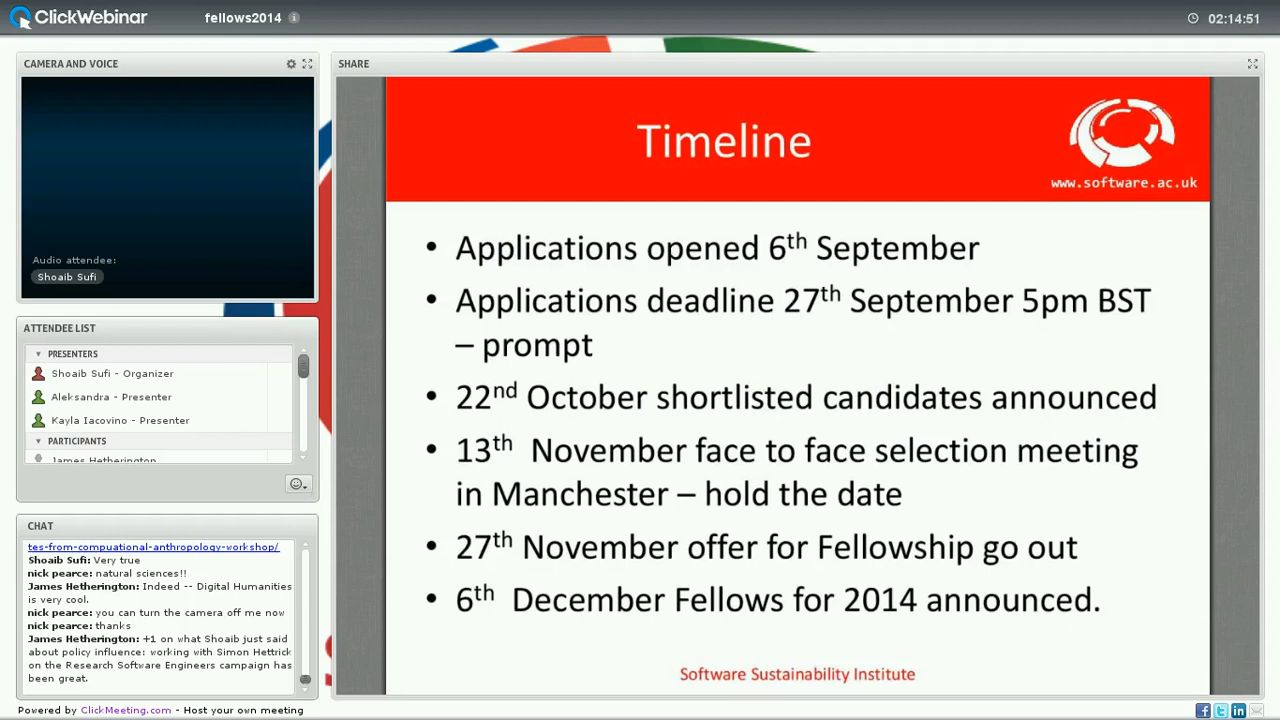 ClickWebinar
fellows2014
02:14:51
CAMERA AND VOICE
Audio attendee:
Shoaib Sufi
ATTENDEE LIST
PRESENTERS
Shoaib Sufi - Organizer
Aleksandra - Presenter
Kayla Iacovino - Presenter
PARTICIPANTS
James Hetherington
CHAT
tes-from-compuational-anthropology-workshop/
Shoaib Sufi: Very true
nick pearce: natural sciences!!
James Hetherington: Indeed -- Digital Humanities
is very cool.
nick pearce: you can turn the camera off me now
nick pearce: thanks
James Hetherington: +1 on what Shoaib just said
about policy influence: working with Simon Hettrick
on the Research Software Engineers campaign has
been great.
SHARE
Timeline
www.software.ac.uk
• Applications opened 6th September
• Applications deadline 27th September 5pm BST
– prompt
• 22nd October shortlisted candidates announced
• 13th November face to face selection meeting
in Manchester – hold the date
• 27th November offer for Fellowship go out
• 6th December Fellows for 2014 announced.
Software Sustainability Institute
Powered by ClickMeeting.com - Host your own meeting